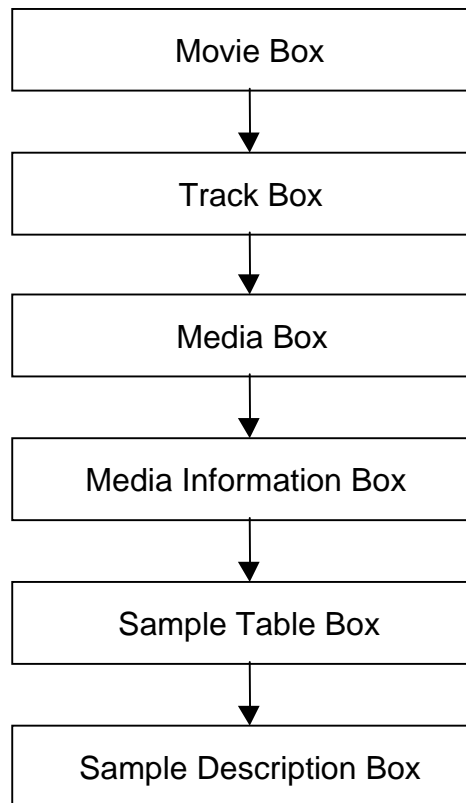 Movie Box
Track Box
Media Box
Media Information Box
Sample Table Box
Sample Description Box